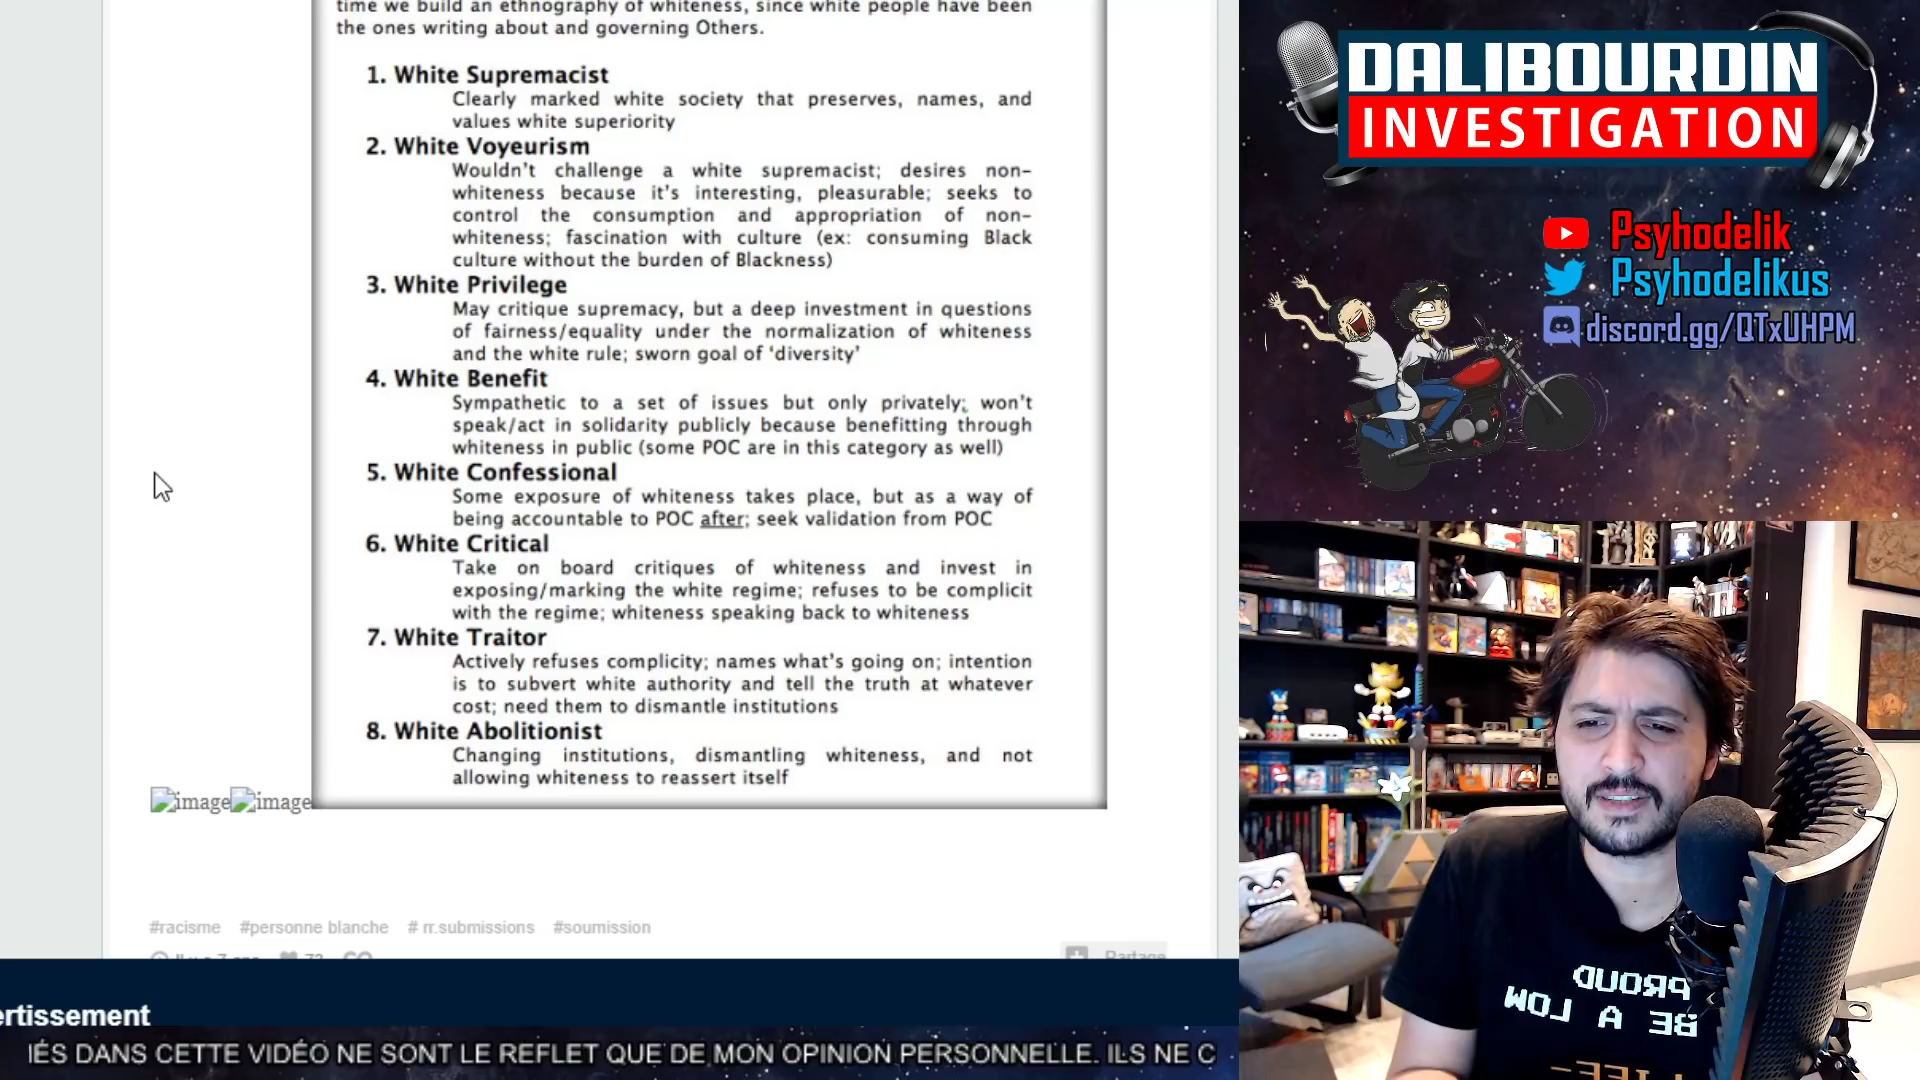 time we build an ethnography of whiteness, since white people have been
the ones writing about and governing Others.
1. White Supremacist
Clearly marked white society that preserves, names, and
values white superiority
2. White Voyeurism
Wouldn't challenge a white supremacist; desires non-
whiteness because it's interesting, pleasurable; seeks to
control the consumption and appropriation of non-
whiteness; fascination with culture (ex: consuming Black
culture without the burden of Blackness)
3. White Privilege
May critique supremacy, but a deep investment in questions
of fairness/equality under the normalization of whiteness
and the white rule; sworn goal of 'diversity'
4. White Benefit
Sympathetic to a set of issues but only privately; won't
speak/act in solidarity publicly because benefitting through
whiteness in public (some POC are in this category as well)
5. White Confessional
Some exposure of whiteness takes place, but as a way of
being accountable to POC after; seek validation from POC
6. White Critical
Take on board critiques of whiteness and invest in
exposing/marking the white regime; refuses to be complicit
with the regime; whiteness speaking back to whiteness
7. White Traitor
Actively refuses complicity; names what's going on; intention
is to subvert white authority and tell the truth at whatever
cost; need them to dismantle institutions
8. White Abolitionist
Changing institutions, dismantling whiteness, and not
allowing whiteness to reassert itself
image image
#racisme #personne blanche # rr.submissions #soumission
Partage
ertissement
IÉS DANS CETTE VIDÉO NE SONT LE REFLET QUE DE MON OPINION PERSONNELLE. ILS NE C
DALIBOURDIN
INVESTIGATION
Psyhodelik
Psyhodelikus
discord.gg/QTxUHPM
PROUD
BE A LOW